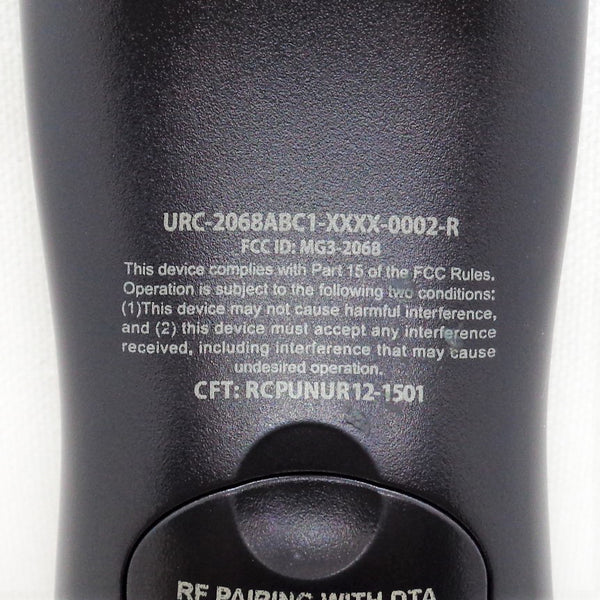 URC-2068ABC1-XXXX-0002-R
FCC ID: MG3-2068
This device complies with Part 15 of the FCC Rules.
Operation is subject to the following two conditions:
(1)This device may not cause harmful interference,
and (2) this device must accept any interference
received, including interference that may cause
undesired operation.
CFT: RCPUNUR12-1501
RF PAIRING WITH OTA